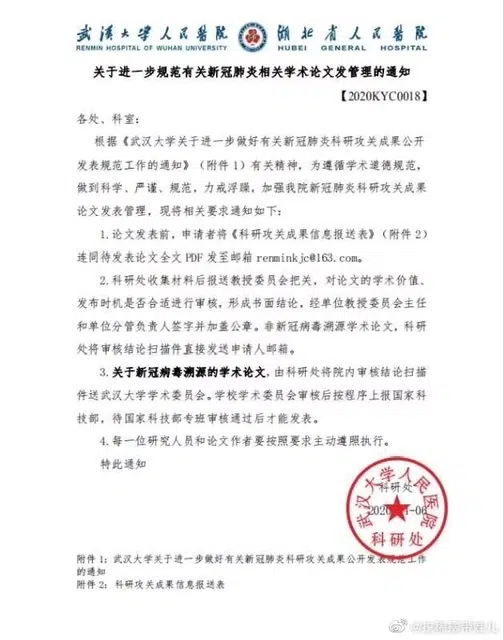 武汉大学人民医院 湖北省人民医院
RENMIN HOSPITAL OF WUHAN UNIVERSITY HUBEI GENERAL HOSPITAL
关于进一步规范有关新冠肺炎相关学术论文发管理的通知
【2020KYC0018】
各处、科室：
根据《武汉大学关于进一步做好有关新冠肺炎科研攻关成果公开
发表规范工作的通知》（附件 1）有关精神，为遵循学术道德规范，
做到科学、严谨、规范，力戒浮躁，加强我院新冠肺炎科研攻关成果
论文发表管理，现将相关要求通知如下：
1.论文发表前，申请者将《科研攻关成果信息报送表》（附件 2）
连同待发表论文全文 PDF 发至邮箱 renminkjc@163.com。
2.科研处收集材料后报送教授委员会把关，对论文的学术价值、
发布时机是否合适进行审核，形成书面结论，经单位教授委员会主任
和单位分管负责人签字并加盖公章。非新冠病毒溯源学术论文，科研
处将审核结论扫描件直接发送申请人邮箱。
3.关于新冠病毒溯源的学术论文，由科研处将院内审核结论扫描
件送武汉大学学术委员会。学校学术委员会审核后按程序上报国家科
技部，待国家科技部专班审核通过后才能发表。
4.每一位研究人员和论文作者要按照要求主动遵照执行。
特此通知
科研处
武汉大学人民医院
科研处
附件 1：武汉大学关于进一步做好有关新冠肺炎科研攻关成果公开发表规范工作
的通知
附件 2：科研攻关成果信息报送表